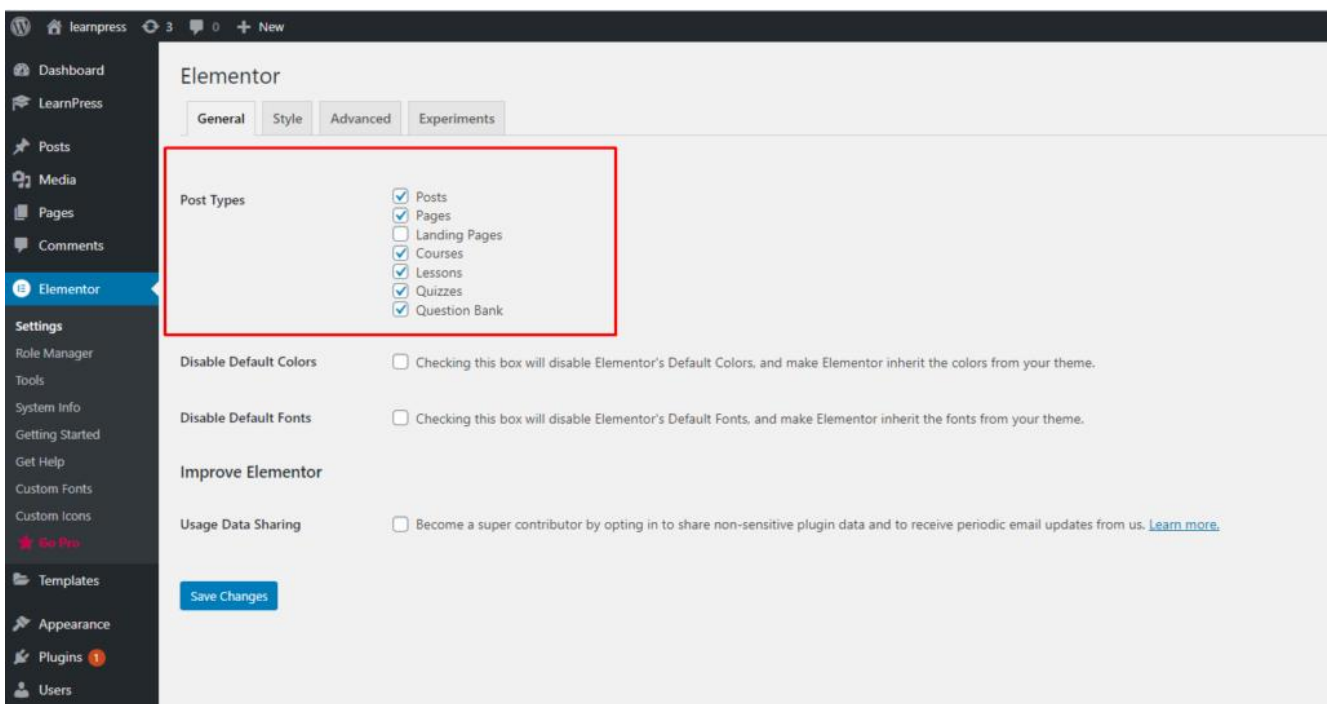 learnpress 3 0 + New
Dashboard
LearnPress
Posts
Media
Pages
Comments
Elementor
Settings
Role Manager
Tools
System Info
Getting Started
Get Help
Custom Fonts
Custom Icons
Go Pro
Templates
Appearance
Plugins 1
Users
Elementor
General Style Advanced Experiments
Post Types
Posts
Pages
Landing Pages
Courses
Lessons
Quizzes
Question Bank
Disable Default Colors Checking this box will disable Elementor's Default Colors, and make Elementor inherit the colors from your theme.
Disable Default Fonts Checking this box will disable Elementor's Default Fonts, and make Elementor inherit the fonts from your theme.
Improve Elementor
Usage Data Sharing Become a super contributor by opting in to share non-sensitive plugin data and to receive periodic email updates from us. Learn more.
Save Changes